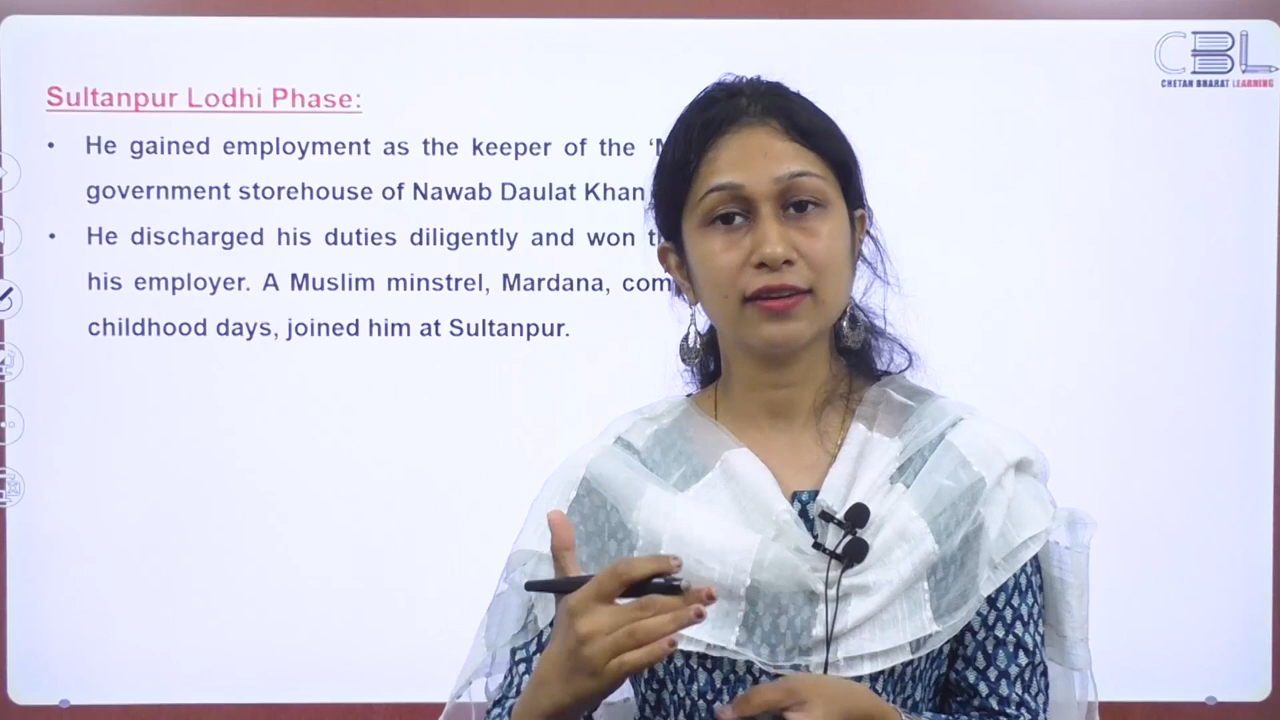 CBL
CHETAN BHARAT LEARNING
Sultanpur Lodhi Phase:
• He gained employment as the keeper of the
government storehouse of Nawab Daulat Khan
• He discharged his duties diligently and won
his employer. A Muslim minstrel, Mardana,
childhood days, joined him at Sultanpur.